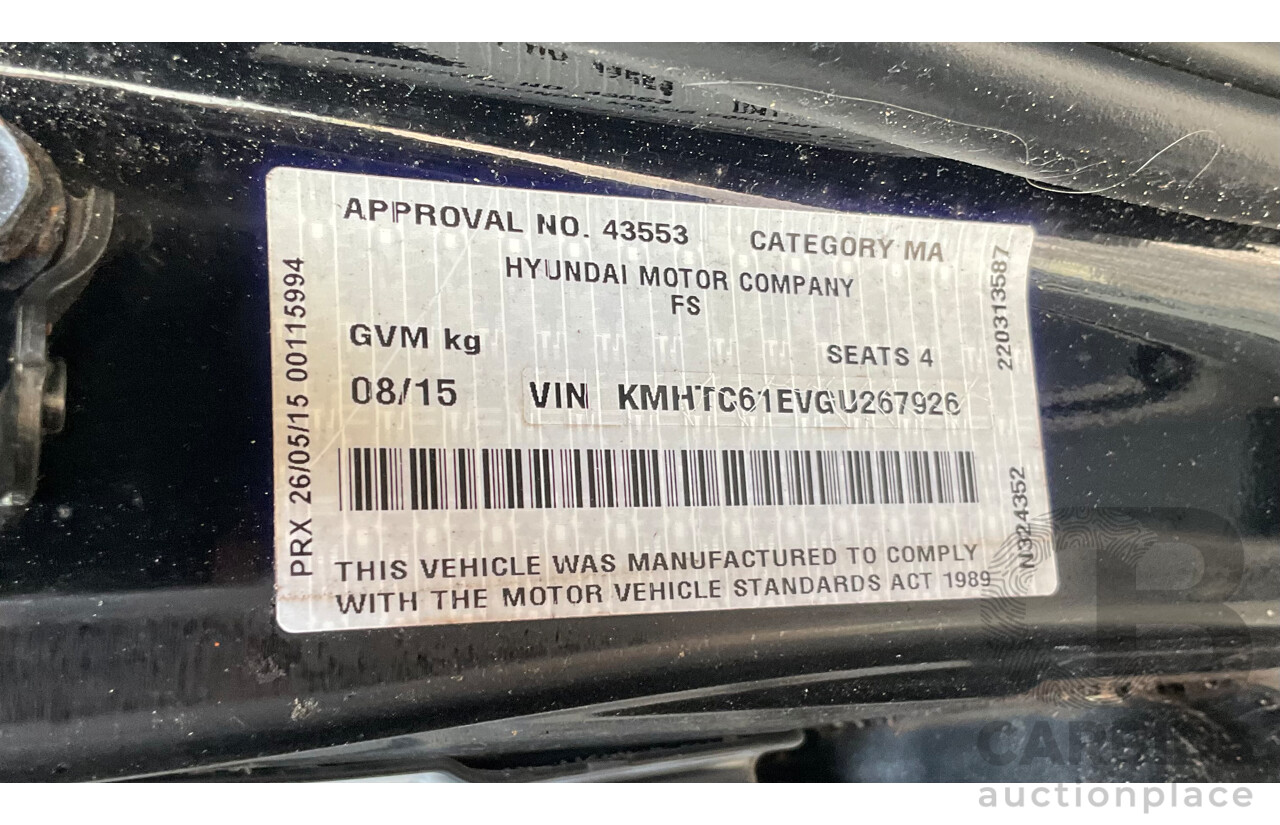 APPROVAL NO. 43553 CATEGORY MA
HYUNDAI MOTOR COMPANY
FS
GVM kg SEATS 4
08/15 VIN KMHTC61EVGU267926
THIS VEHICLE WAS MANUFACTURED TO COMPLY
WITH THE MOTOR VEHICLE STANDARDS ACT 1989
PRX 26/05/15 00115994
220313587
N324352
auctionplace